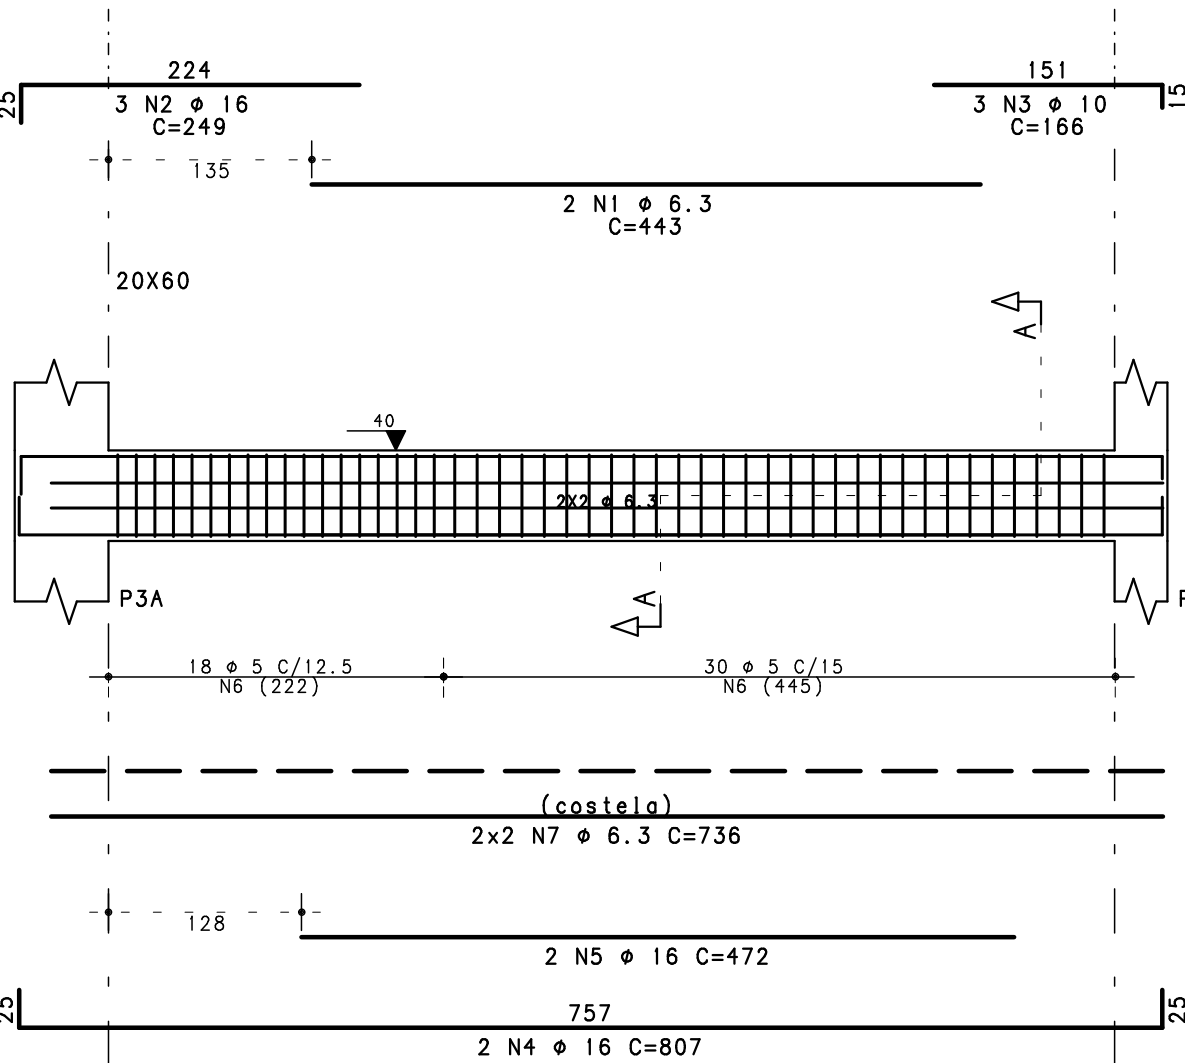 224
151
25
3 N2 φ 16
C=249
3 N3 φ 10
C=166
15
135
2 N1 φ 6.3
C=443
20X60
A
40
2X2 φ 6.3
P3A
A
18 φ 5 C/12.5
N6 (222)
30 φ 5 C/15
N6 (445)
(costela)
2x2 N7 φ 6.3 C=736
128
2 N5 φ 16 C=472
25
757
25
2 N4 φ 16 C=807